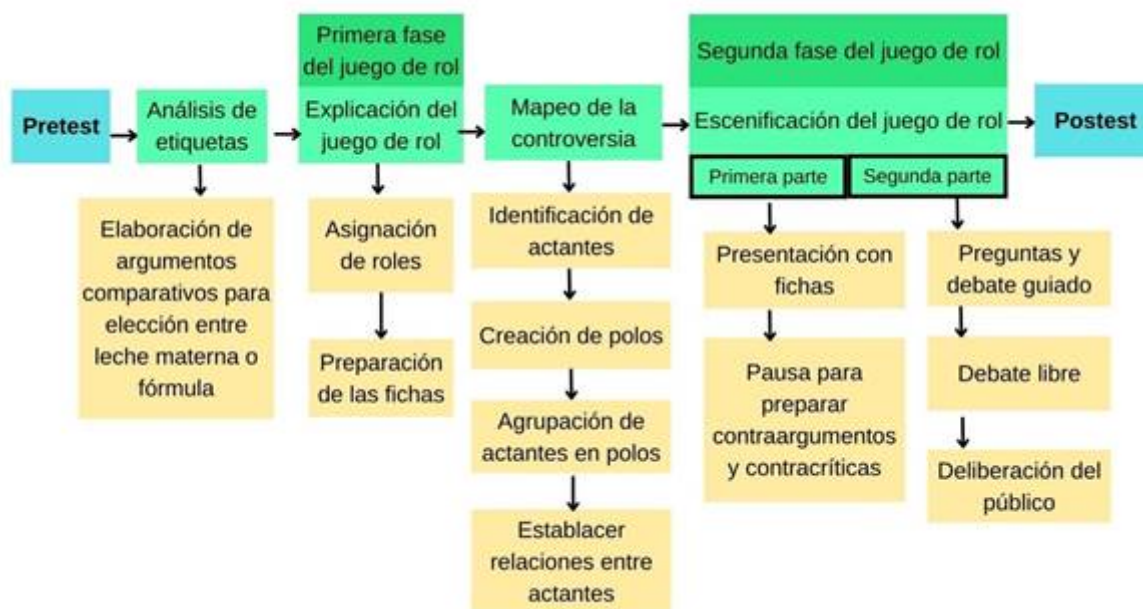 Pretest
Análisis de
etiquetas
Elaboración de
argumentos
comparativos para
elección entre
leche materna o
fórmula
Primera fase
del juego de rol
Explicación del
juego de rol
Asignación
de roles
Preparación
de las fichas
Mapeo de la
controversia
Identificación de
actantes
Creación de polos
Agrupación de
actantes en polos
Establacer
relaciones entre
actantes
Segunda fase del juego de rol
Escenificación del juego de rol
Primera parte
Presentación con
fichas
Pausa para
preparar
contraargumentos
y contracríticas
Segunda parte
Preguntas y
debate guiado
Debate libre
Deliberación del
público
Postest